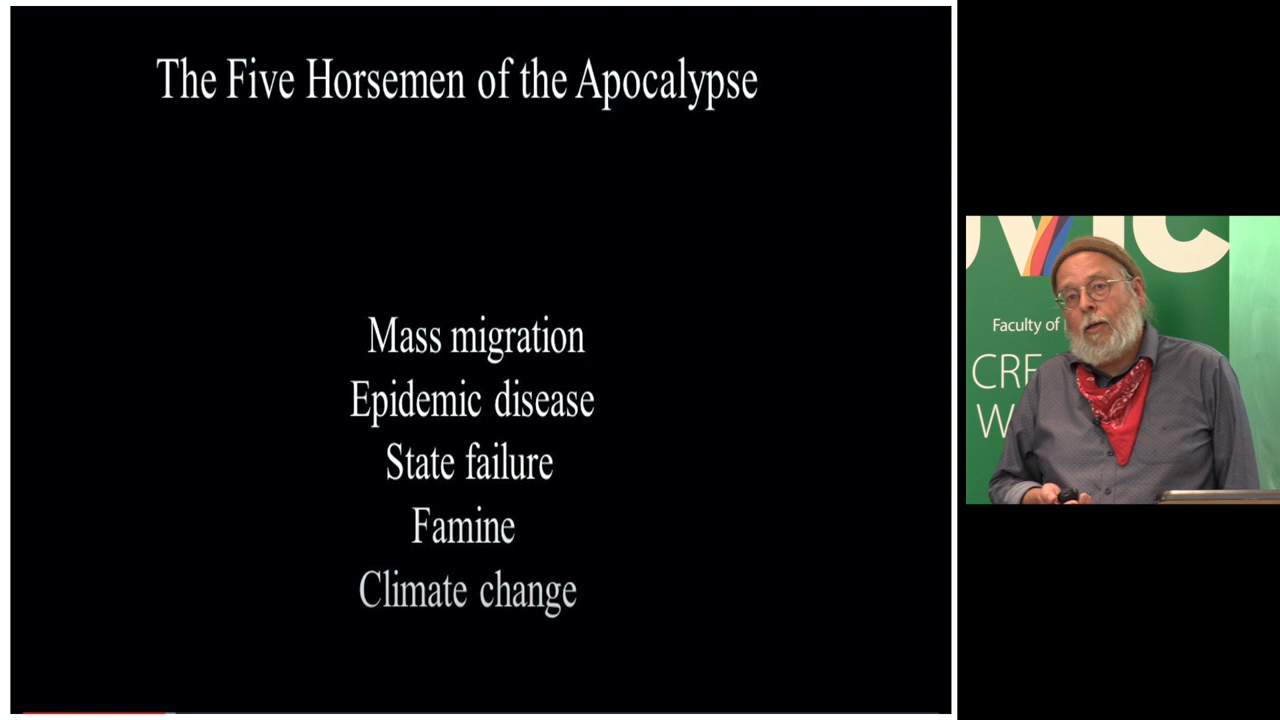 The Five Horsemen of the Apocalypse
Mass migration
Epidemic disease
State failure
Famine
Climate change
Faculty of